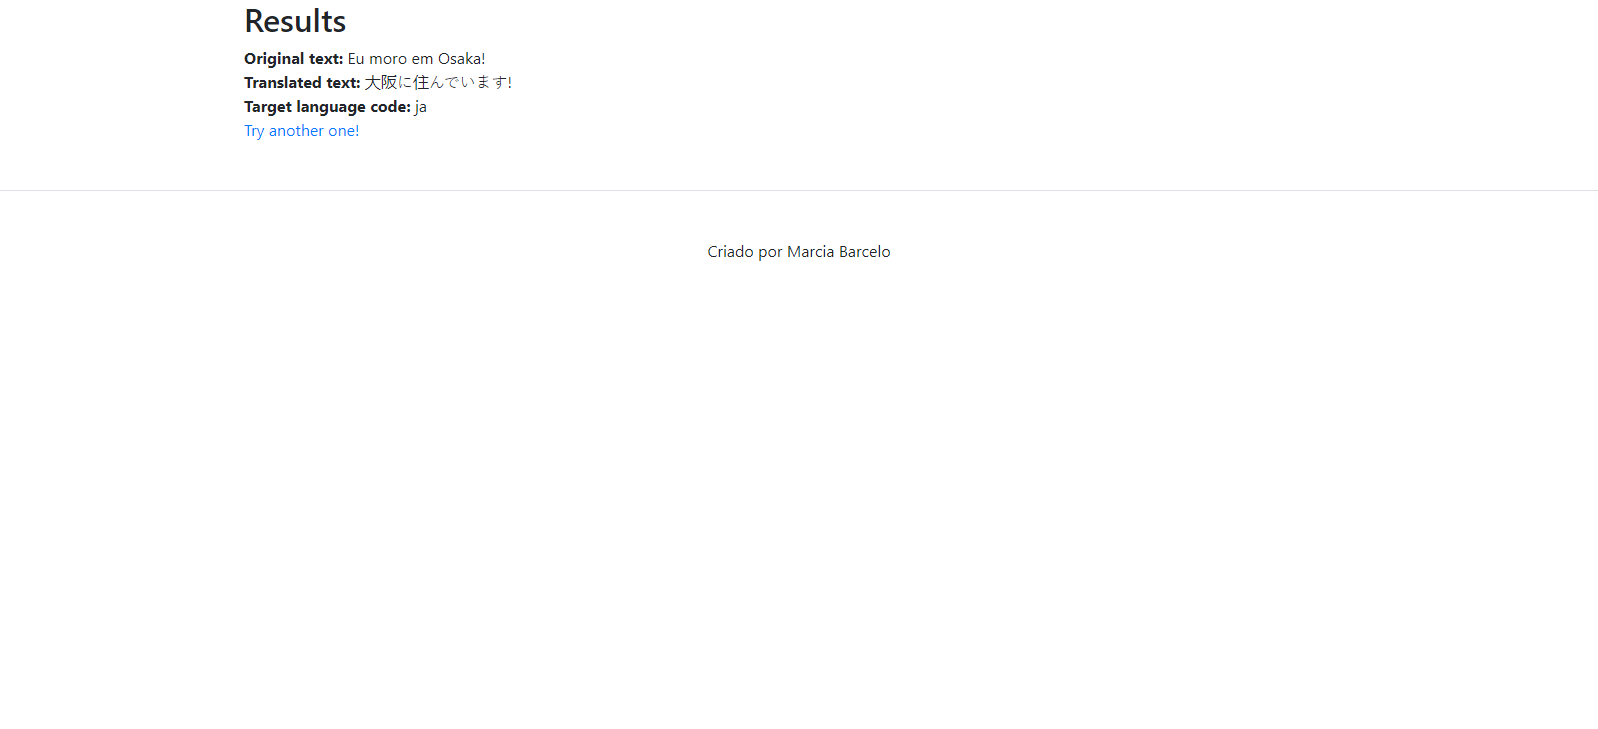 Results
Original text: Eu moro em Osaka!
Translated text: 大阪に住んでいます!
Target language code: ja
Try another one!
Criado por Marcia Barcelo